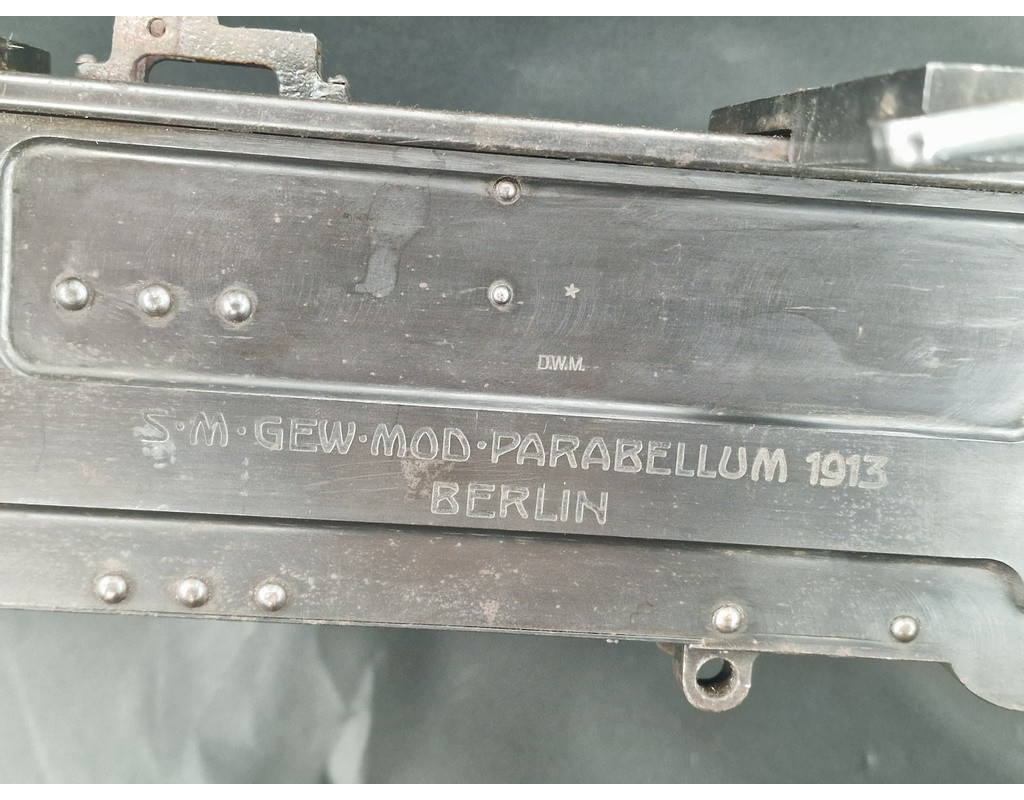 D.W.M.
S·M·GEW·MOD·PARABELLUM 1913
BERLIN